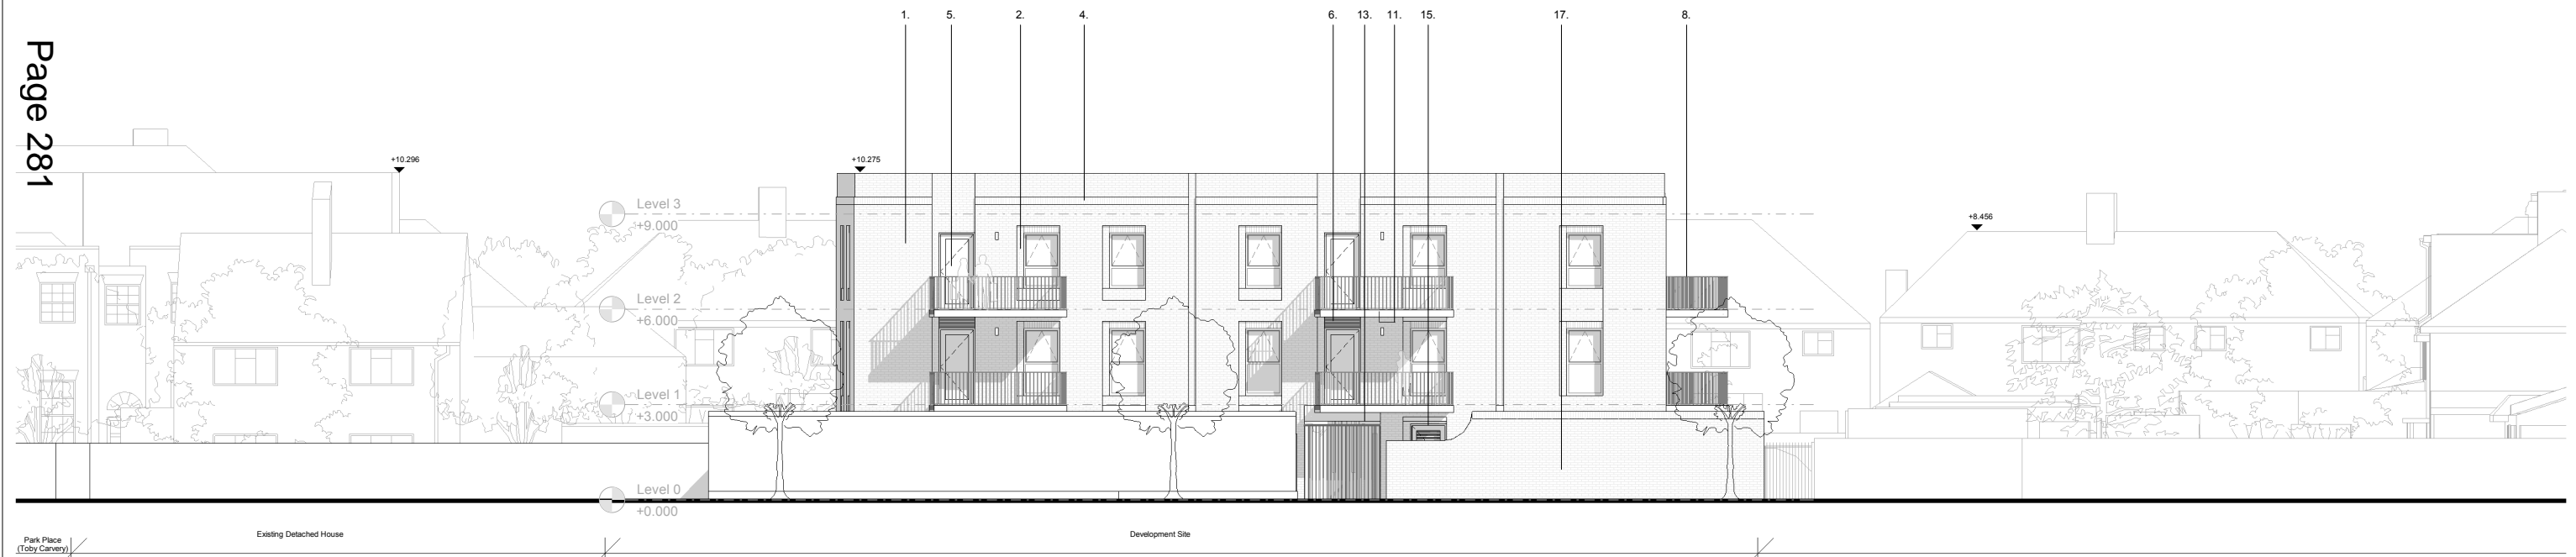 Page 281
1.
5.
2.
4.
6.
13.
11.
15.
17.
8.
+10.296
+10.275
+8.456
Level 3
+9.000
Level 2
+6.000
Level 1
+3.000
Level 0
+0.000
Park Place
(Toby Carvery)
Existing Detached House
Development Site